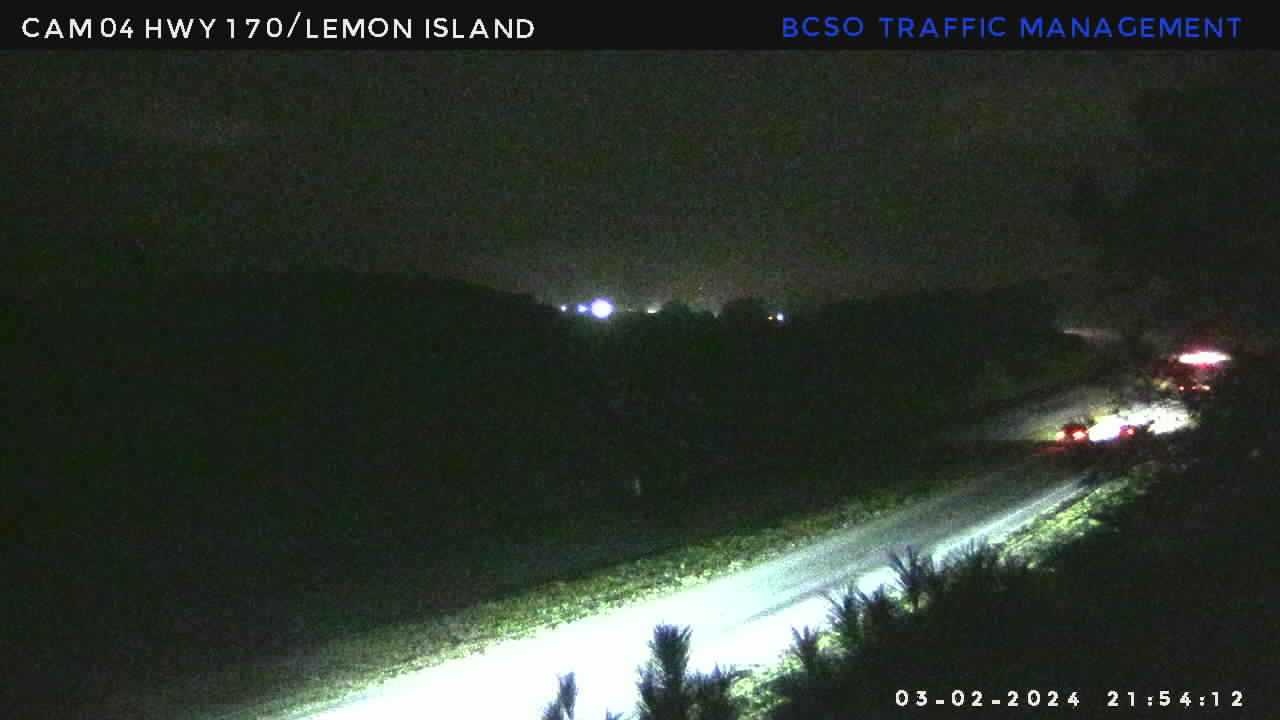 CAM04 HWY 170/LEMON ISLAND
BCSO TRAFFIC MANAGEMENT
03-02-2024 21:54:12